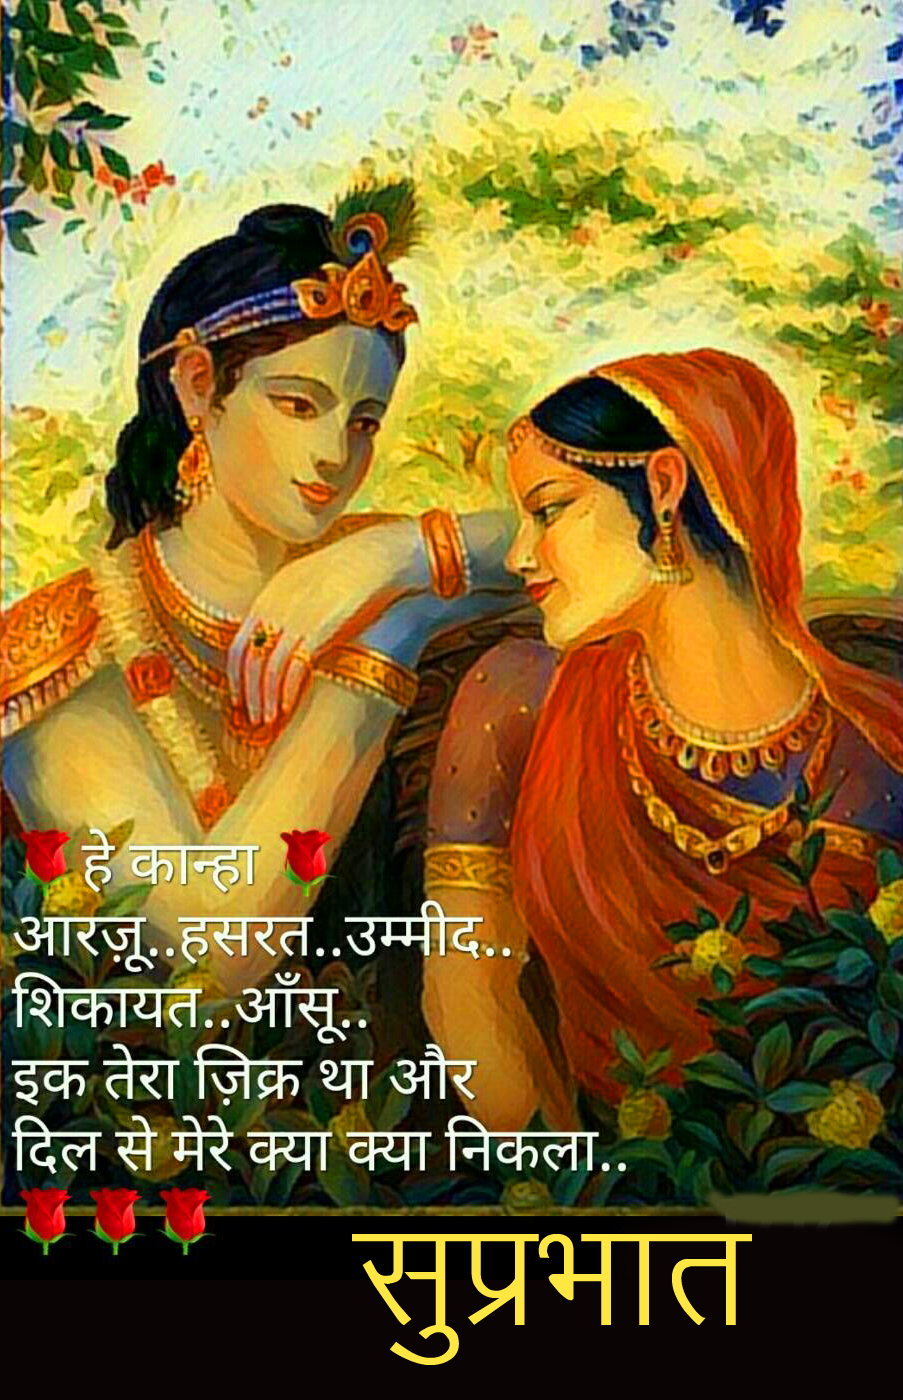 🌹हे कान्हा 🌹
आरज़ू..हसरत..उम्मीद..
शिकायत..आँसू..
इक तेरा ज़िक्र था और
दिल से मेरे क्या क्या निकला..
🌹🌹🌹
सुप्रभात